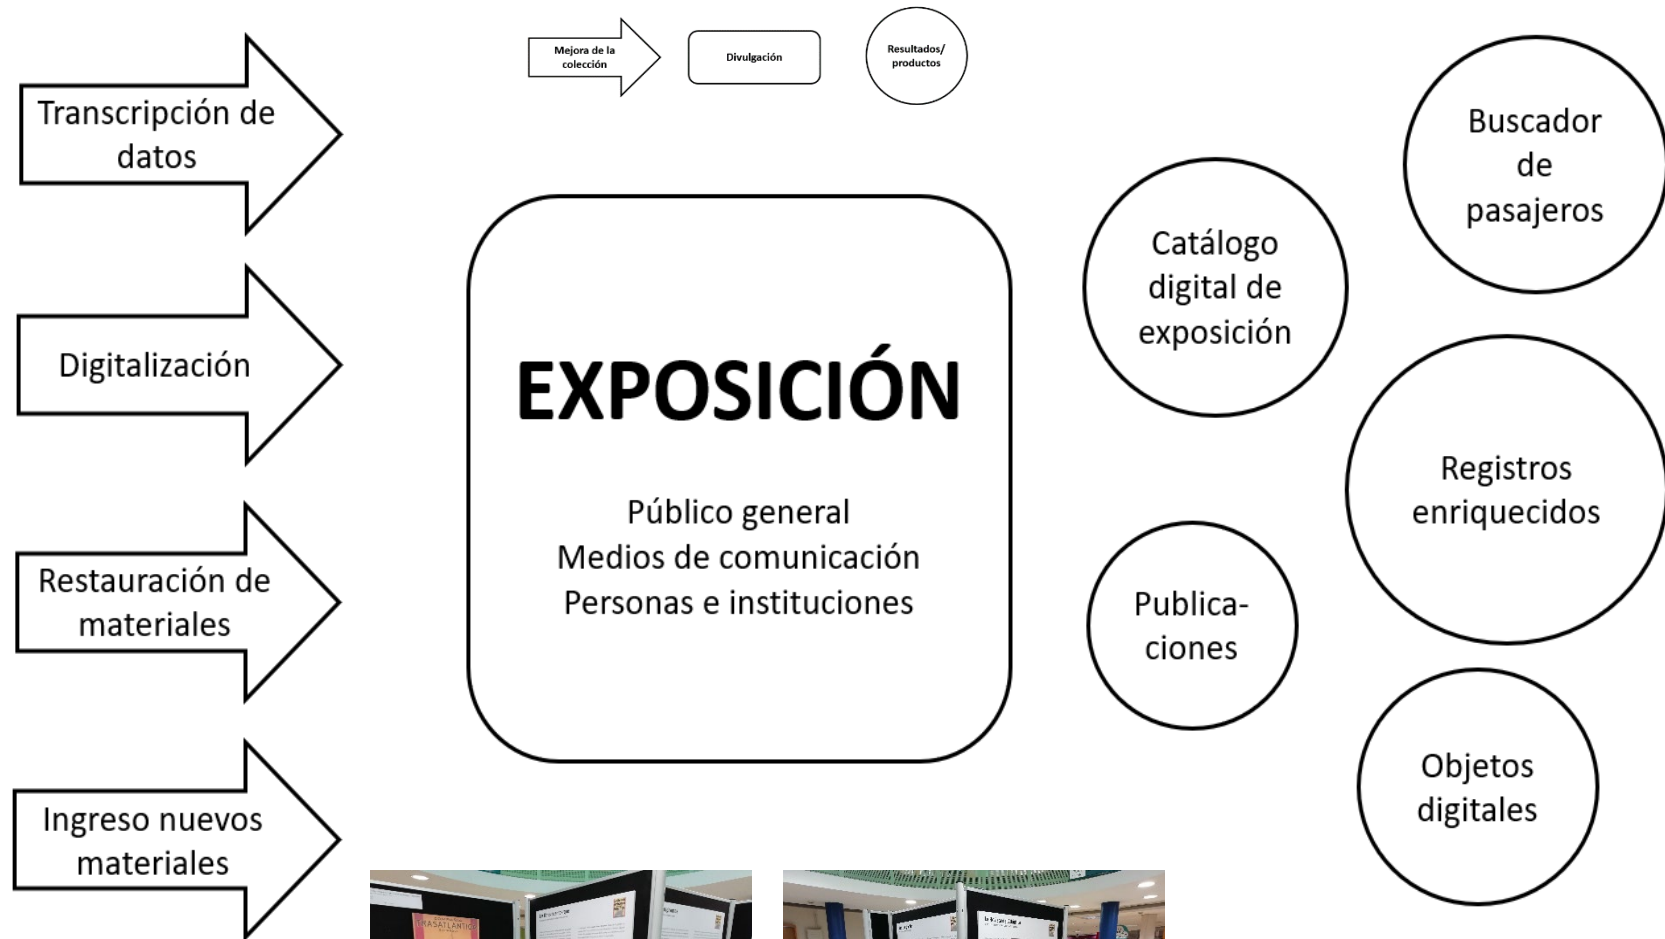 Mejora de la
colección
Divulgación
Resultados/
productos
Transcripción de
datos
Digitalización
Restauración de
materiales
Ingreso nuevos
materiales
EXPOSICIÓN
Público general
Medios de comunicación
Personas e instituciones
Catálogo
digital de
exposición
Publica-
ciones
Buscador
de
pasajeros
Registros
enriquecidos
Objetos
digitales
TRASATLÁNTICO